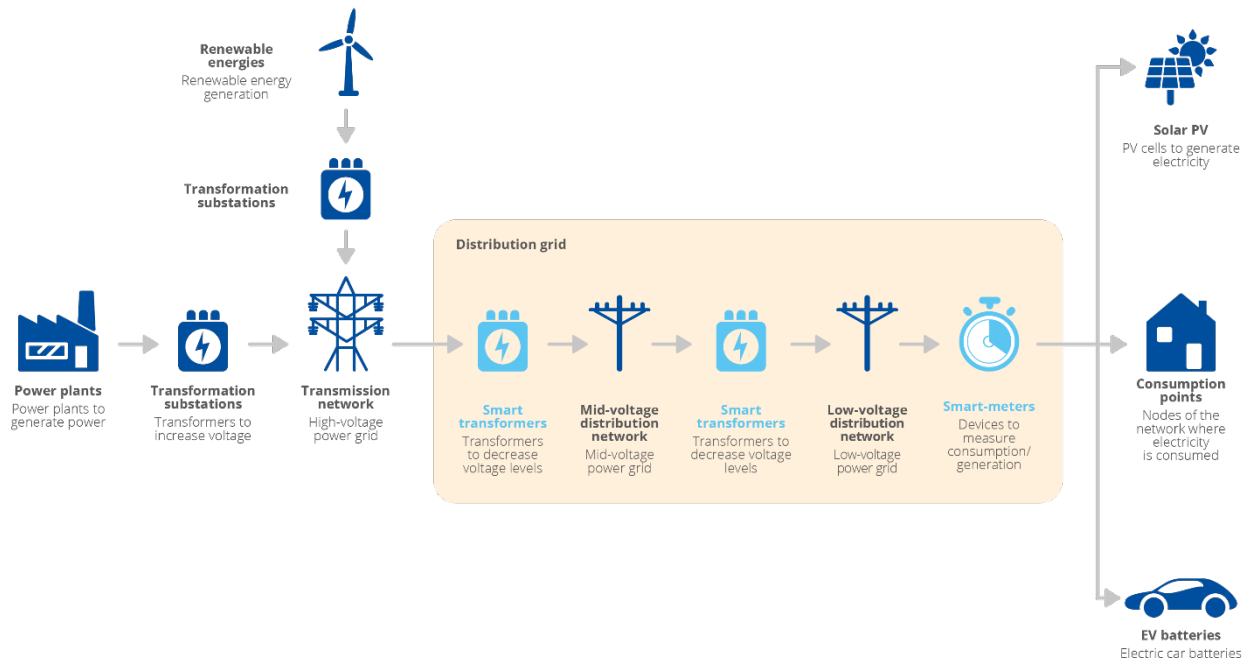 Renewable
energies
Renewable energy
generation
Transformation
substations
Power plants
Power plants to
generate power
Transformation
substations
Transformers to
increase voltage
Transmission
network
High-voltage
power grid
Distribution grid
Smart
transformers
Transformers
to decrease
voltage levels
Mid-voltage
distribution
network
Mid-voltage
power grid
Smart
transformers
Transformers to
decrease voltage
levels
Low-voltage
distribution
network
Low-voltage
power grid
Smart-meters
Devices to
measure
consumption/
generation
Solar PV
PV cells to generate
electricity
Consumption
points
Nodes of the
network where
electricity
is consumed
EV batteries
Electric car batteries